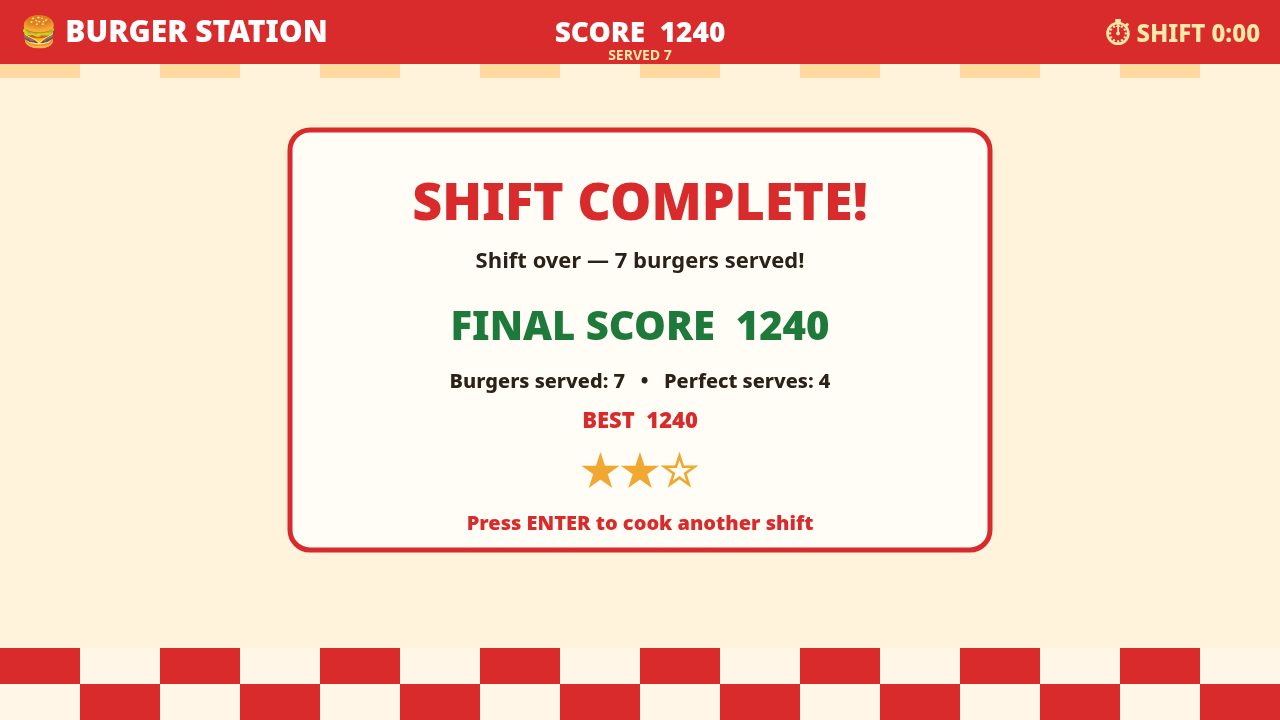 BURGER STATION
SCORE 1240
SERVED 7
SHIFT 0:00
SHIFT COMPLETE!
Shift over — 7 burgers served!
FINAL SCORE 1240
Burgers served: 7 • Perfect serves: 4
BEST 1240
Press ENTER to cook another shift